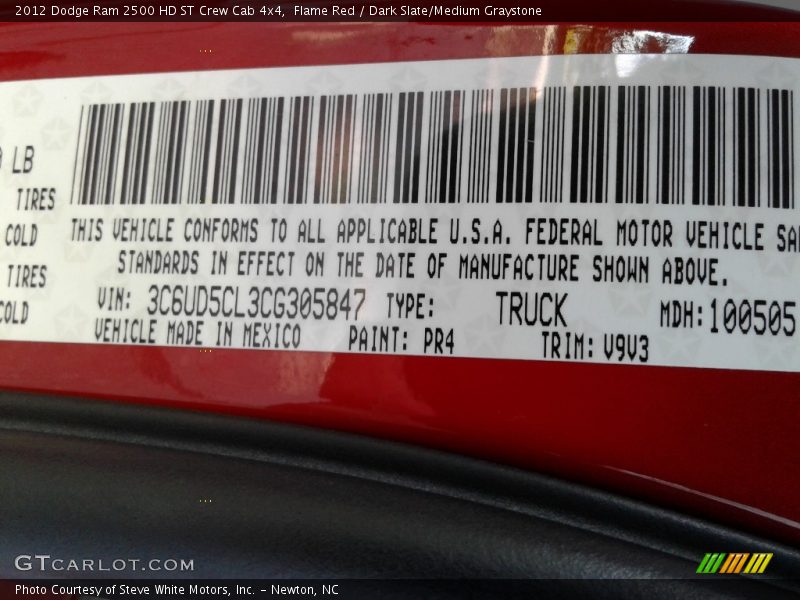 2012 Dodge Ram 2500 HD ST Crew Cab 4x4, Flame Red / Dark Slate/Medium Graystone
LB
TIRES
COLD
TIRES
COLD
THIS VEHICLE CONFORMS TO ALL APPLICABLE U.S.A. FEDERAL MOTOR VEHICLE SA
STANDARDS IN EFFECT ON THE DATE OF MANUFACTURE SHOWN ABOVE.
VIN: 3C6UD5CL3CG305847 TYPE: TRUCK MDH:100505
VEHICLE MADE IN MEXICO PAINT: PR4 TRIM: V9V3
GTCARLOT.COM
Photo Courtesy of Steve White Motors, Inc. – Newton, NC